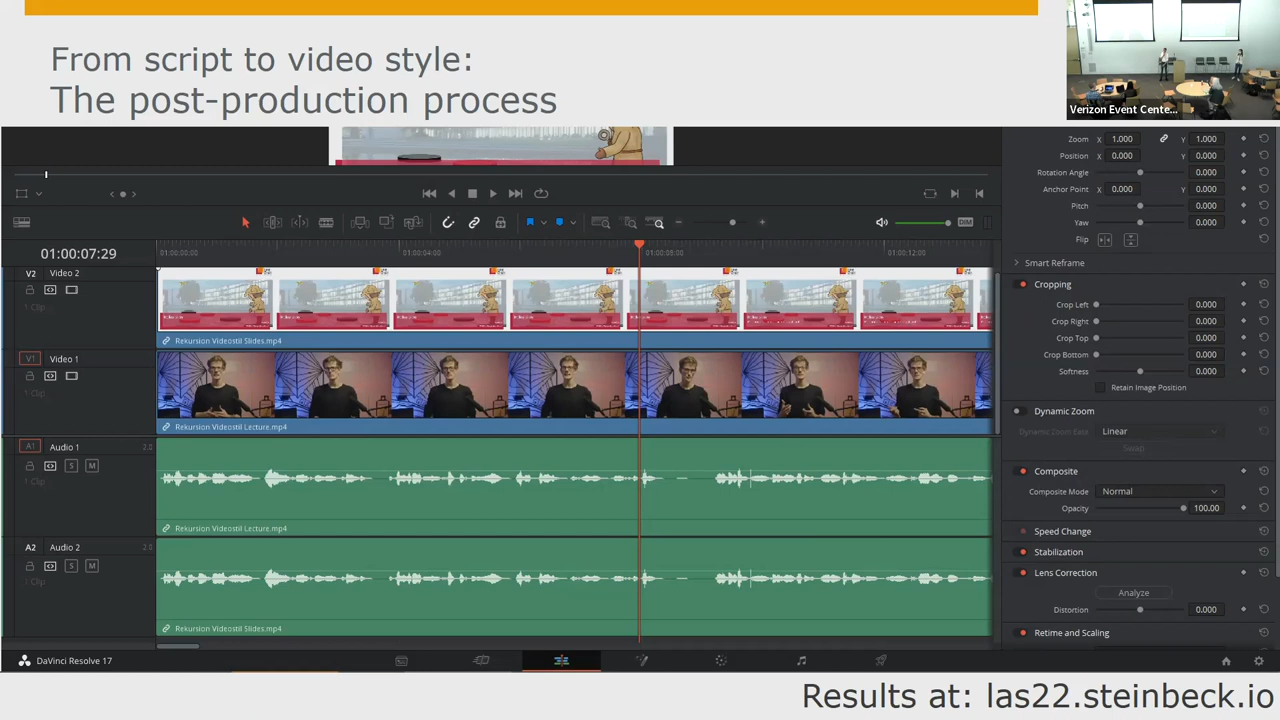 From script to video style:
The post-production process
Verizon Event Cente...
Zoom X 1.000 Y 1.000
Position X 0.000 Y 0.000
Rotation Angle 0.000
Anchor Point X 0.000 Y 0.000
Pitch 0.000
Yaw 0.000
Flip
Smart Reframe
Cropping
Crop Left 0.000
Crop Right 0.000
Crop Top 0.000
Crop Bottom 0.000
Softness 0.000
Retain Image Position
Dynamic Zoom
Dynamic Zoom Ease Linear
Swap
Composite
Composite Mode Normal
Opacity 100.00
Speed Change
Stabilization
Lens Correction
Analyze
Distortion 0.000
Retime and Scaling
DIM
01:00:07:29
01:00:00:00
01:00:04:00
01:00:08:00
01:00:12:00
V2 Video 2
1 Clip
Rekursion Videostil Slides.mp4
V1 Video 1
1 Clip
Rekursion Videostil Lecture.mp4
A1 Audio 1 2.0
S M
1 Clip
Rekursion Videostil Lecture.mp4
A2 Audio 2 2.0
S M
1 Clip
Rekursion Videostil Slides.mp4
DaVinci Resolve 17
Results at: las22.steinbeck.io